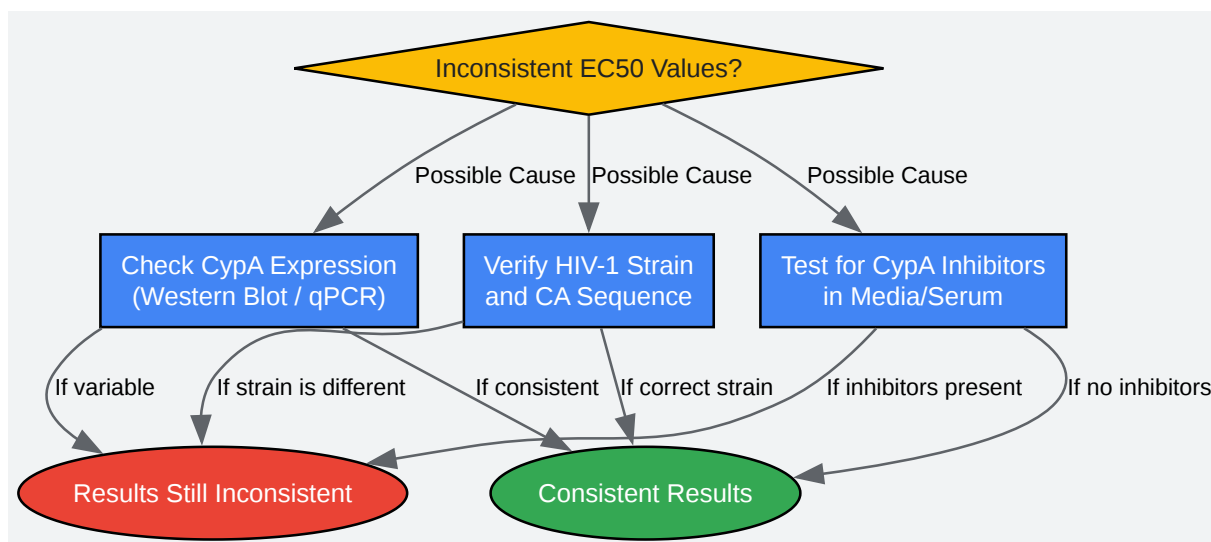 Inconsistent EC50 Values?
Possible Cause
Possible Cause
Possible Cause
Check CypA Expression
(Western Blot / qPCR)
Verify HIV-1 Strain
and CA Sequence
Test for CypA Inhibitors
in Media/Serum
If variable
If strain is different
If consistent
If correct strain
If inhibitors present
If no inhibitors
Results Still Inconsistent
Consistent Results